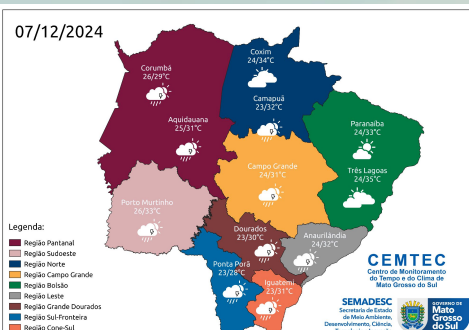 07/12/2024
Corumbá
26/29°C
Coxim
24/34°C
Camapuã
23/32°C
Aquidauana
25/31°C
Paranaíba
24/33°C
Campo Grande
24/31°C
Três Lagoas
24/35°C
Porto Murtinho
26/33°C
Dourados
23/30°C
Anaurilândia
24/32°C
Ponta Porã
23/28°C
Iguatemi
23/31°C
Legenda:
Região Pantanal
Região Sudoeste
Região Norte
Região Campo Grande
Região Bolsão
Região Leste
Região Grande Dourados
Região Sul-Fronteira
Região Cone-Sul
CEMTEC
Centro de Monitoramento
do Tempo e do Clima de
Mato Grosso do Sul
SEMADESC
Secretaria de Estado
de Meio Ambiente,
Desenvolvimento, Ciência,
GOVERNO DE
Mato
Grosso
do Sul